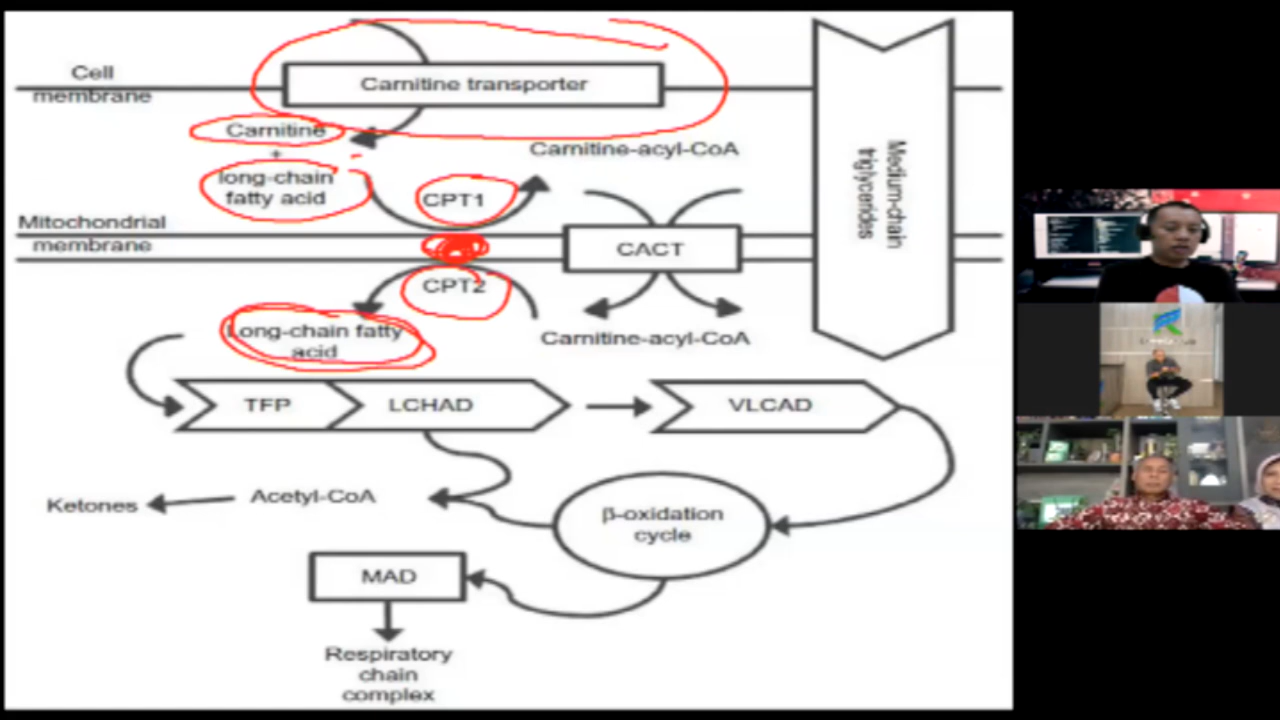 Cell
membrane
Carnitine transporter
Carnitine
+
long-chain
fatty acid
Carnitine-acyl-CoA
CPT1
Medium-chain
triglycerides
Mitochondrial
membrane
CACT
CPT2
Long-chain fatty
acid
Carnitine-acyl-CoA
TFP
LCHAD
VLCAD
Ketones
Acetyl-CoA
β-oxidation
cycle
MAD
Respiratory
chain
complex